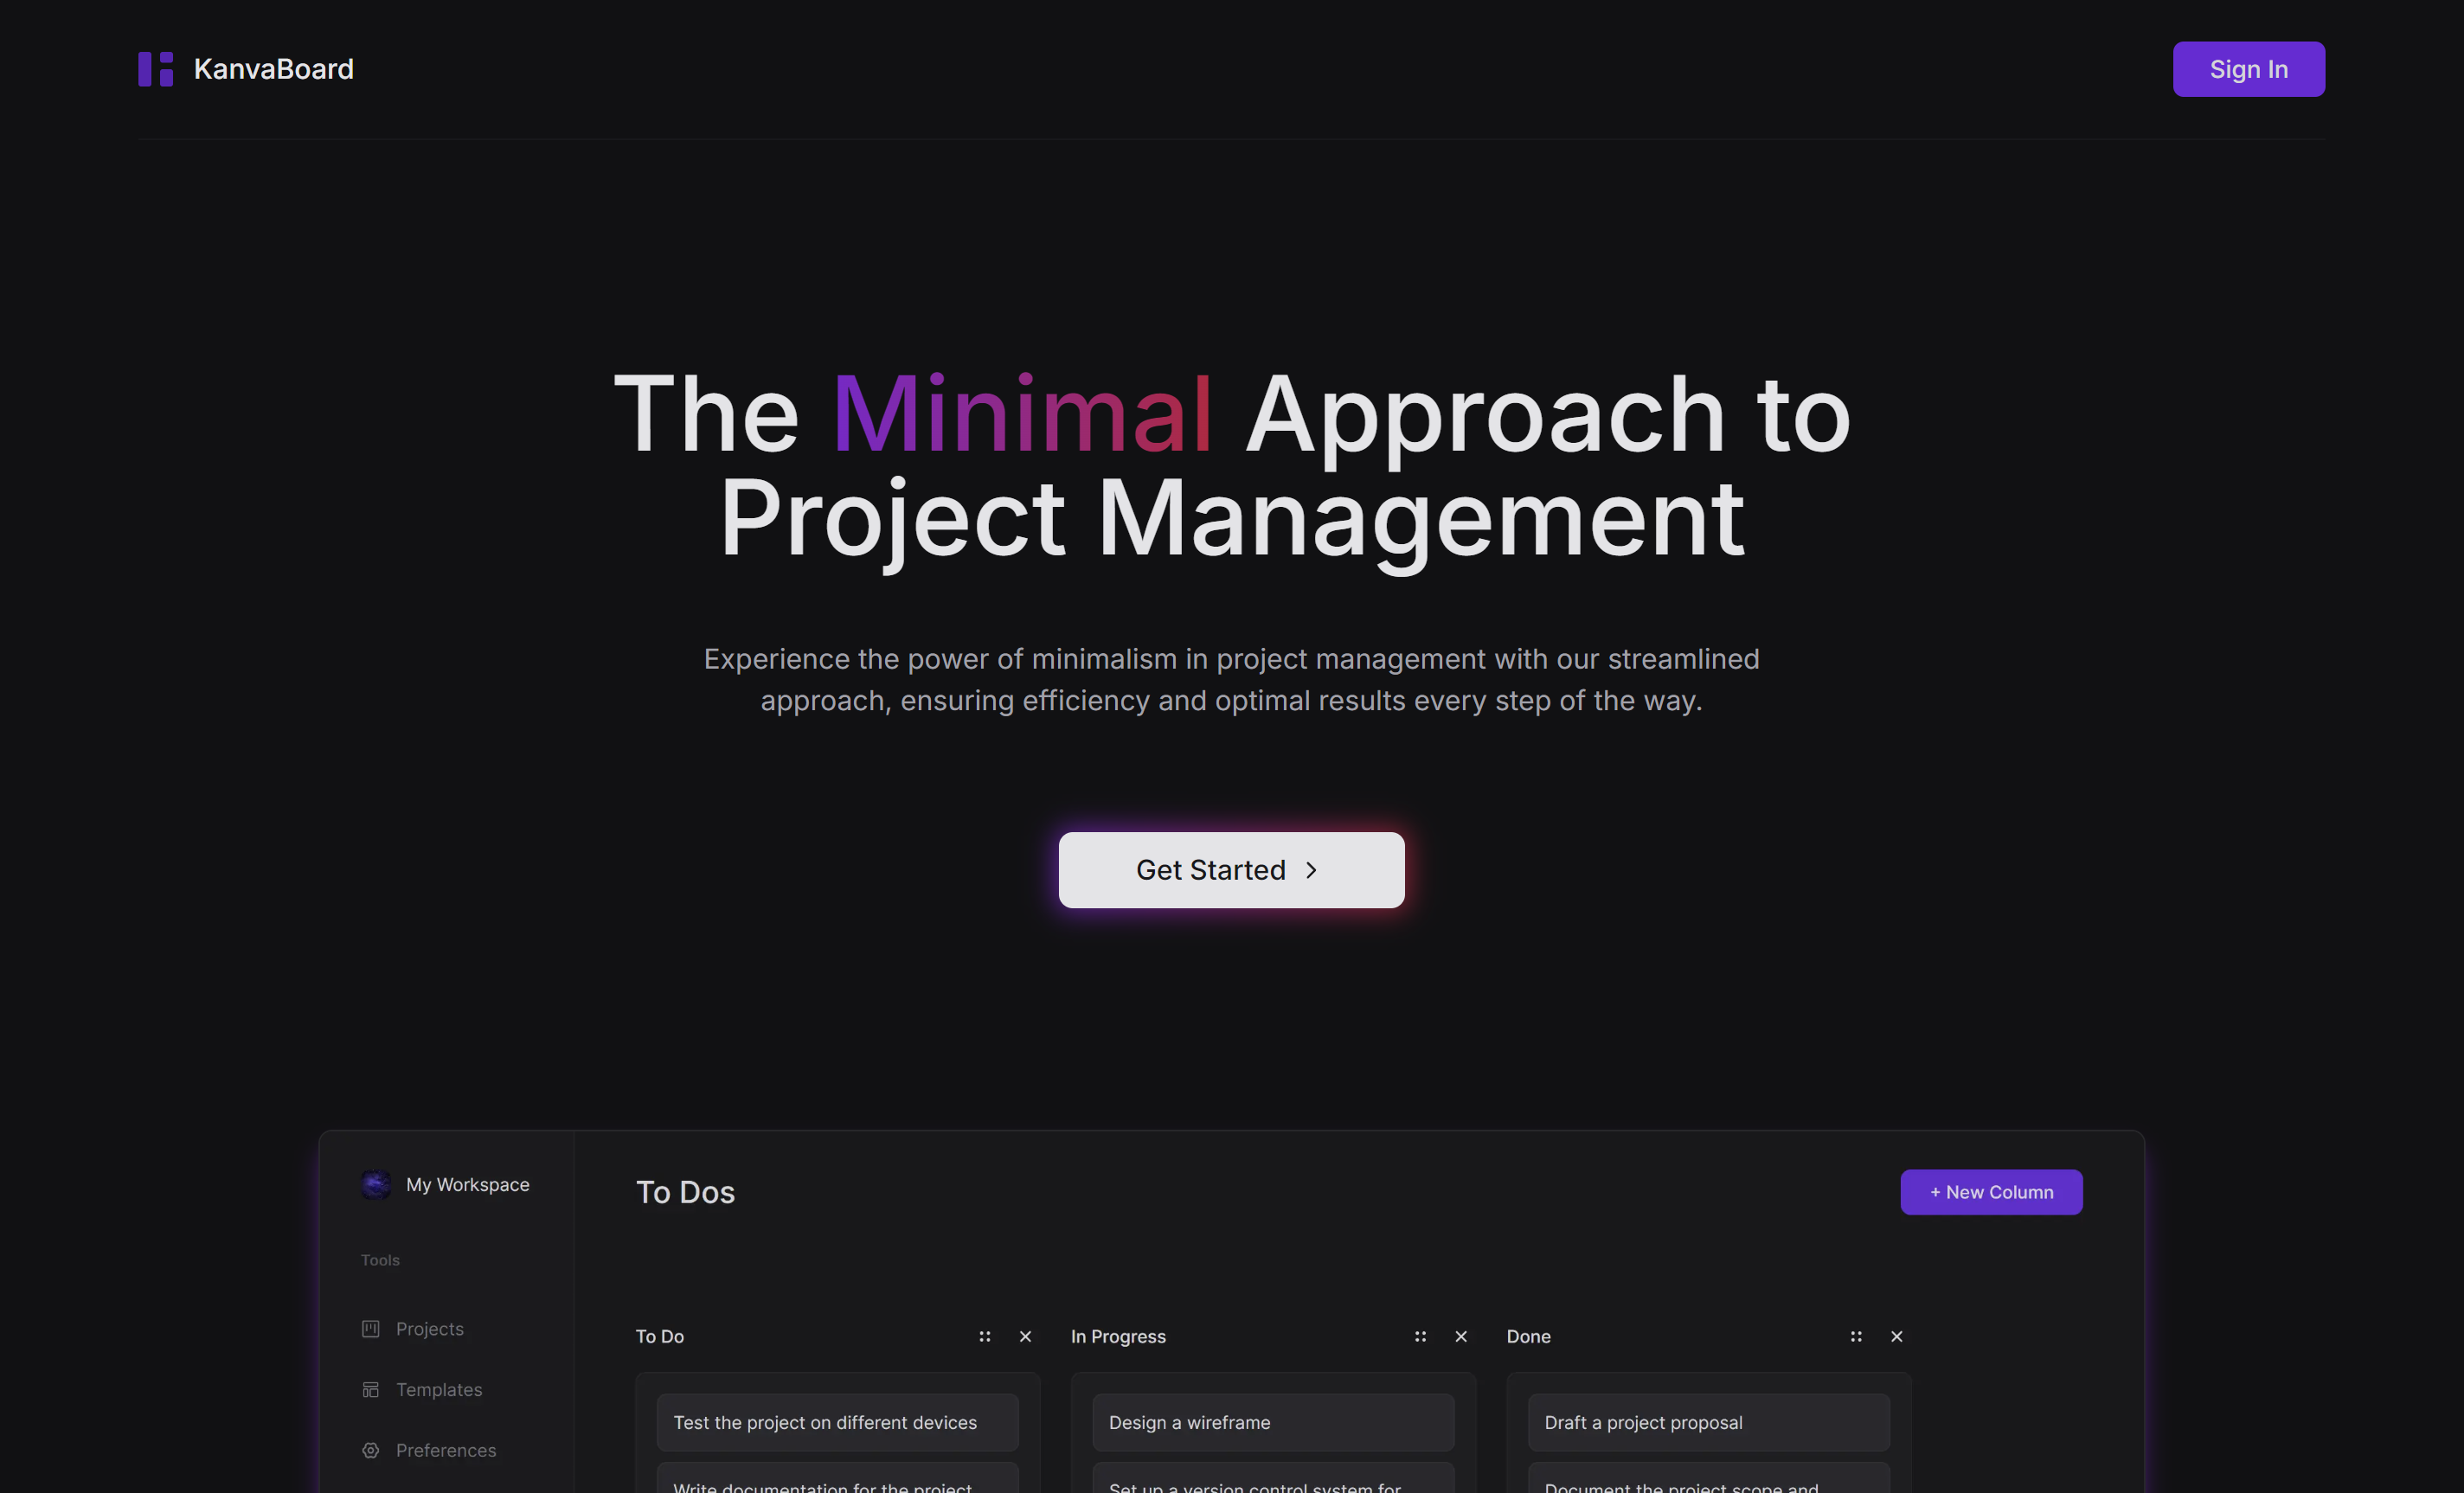 KanvaBoard
Sign In
The Minimal Approach to
Project Management
Experience the power of minimalism in project management with our streamlined
approach, ensuring efficiency and optimal results every step of the way.
Get Started
My Workspace
Tools
Projects
Templates
Preferences
To Dos
+ New Column
To Do
Test the project on different devices
Write documentation for the project
In Progress
Design a wireframe
Set up a version control system for
Done
Draft a project proposal
Document the project scope and